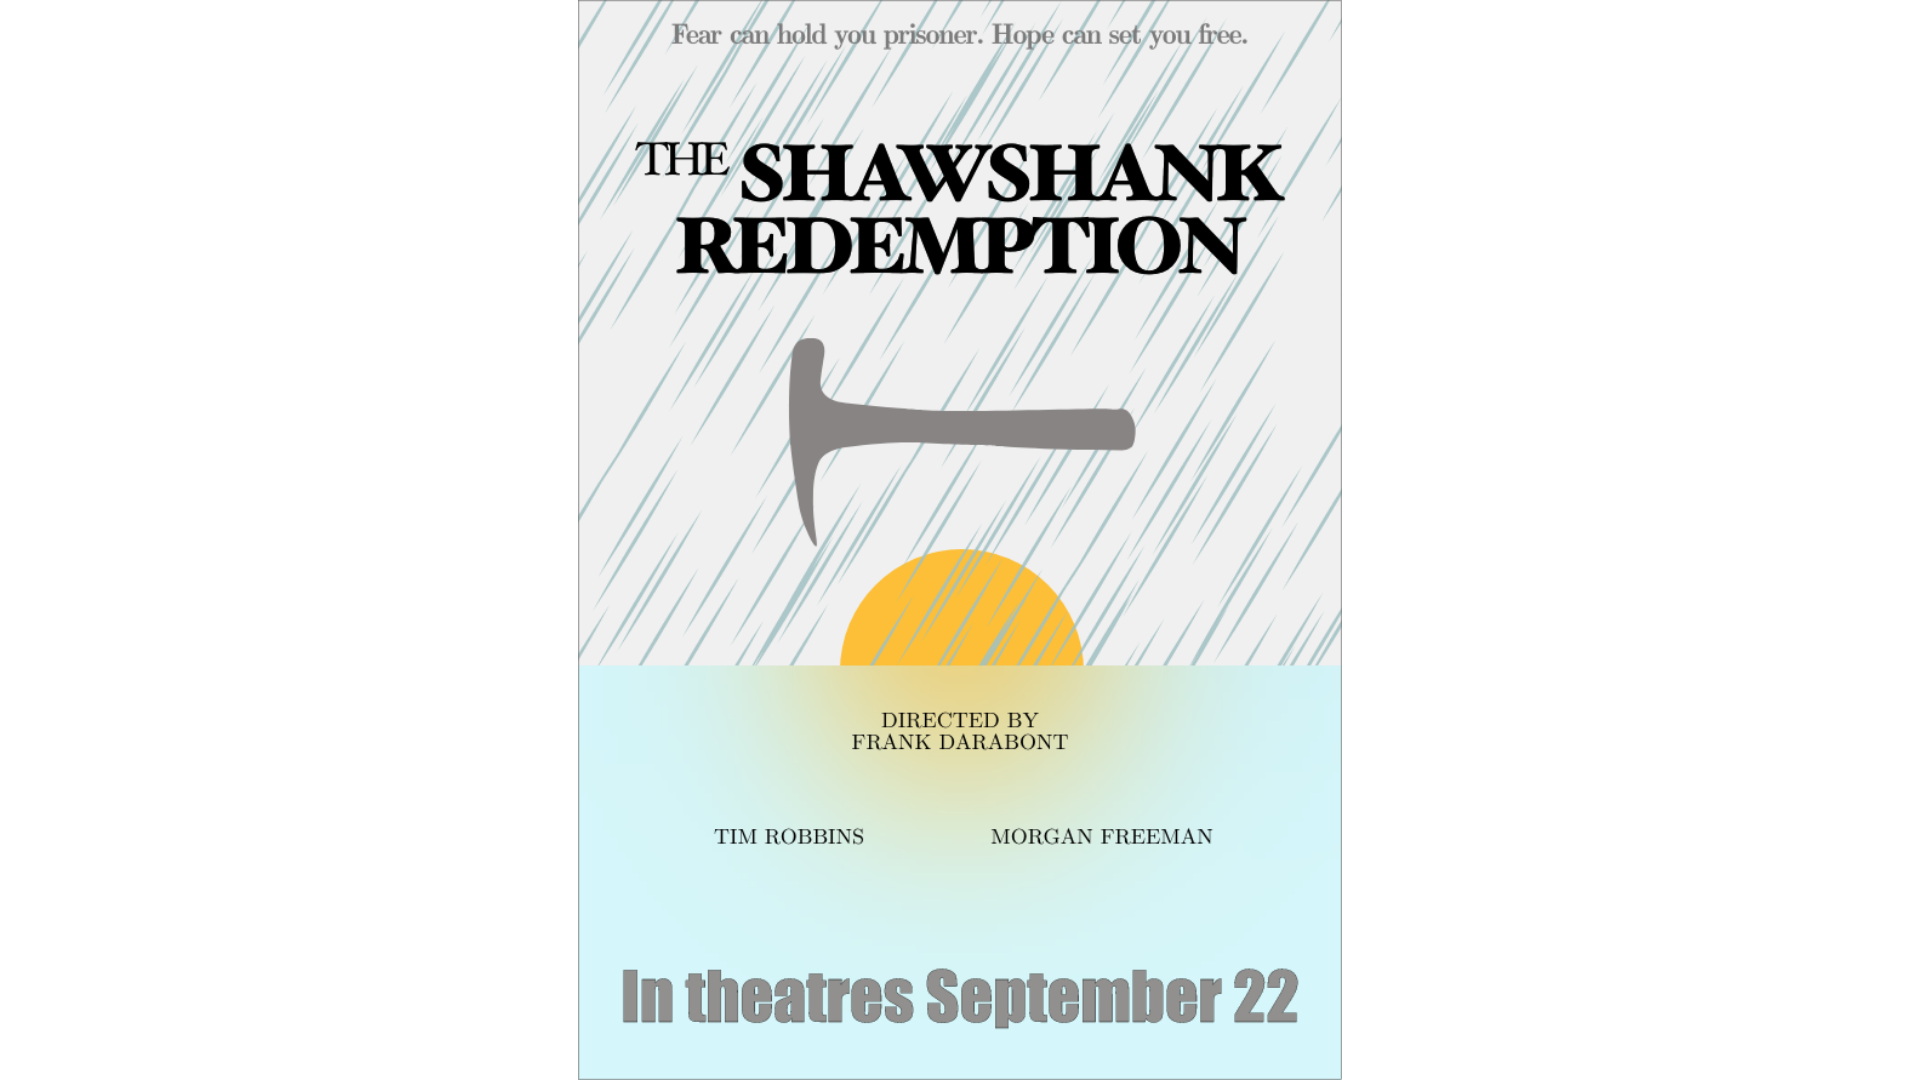 Fear can hold you prisoner. Hope can set you free.
THE SHAWSHANK
REDEMPTION
DIRECTED BY
FRANK DARABONT
TIM ROBBINS
MORGAN FREEMAN
In theatres September 22